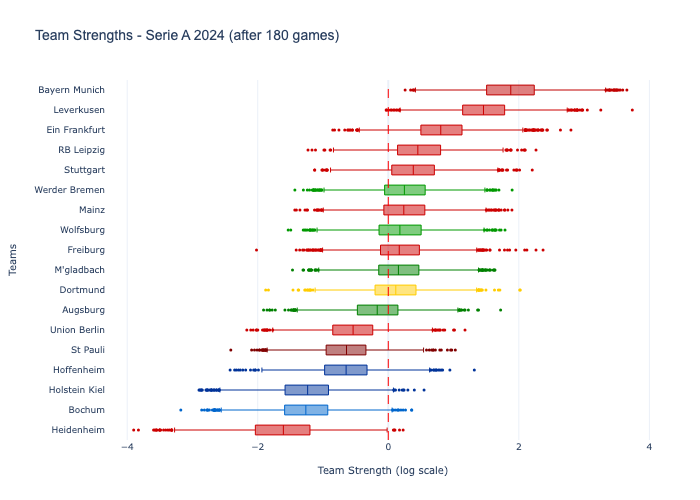 Team Strengths - Serie A 2024 (after 180 games)
Bayern Munich
Leverkusen
Ein Frankfurt
RB Leipzig
Stuttgart
Werder Bremen
Mainz
Wolfsburg
Freiburg
M'gladbach
Dortmund
Augsburg
Union Berlin
St Pauli
Hoffenheim
Holstein Kiel
Bochum
Heidenheim
Teams
−4 −2 0 2 4
Team Strength (log scale)